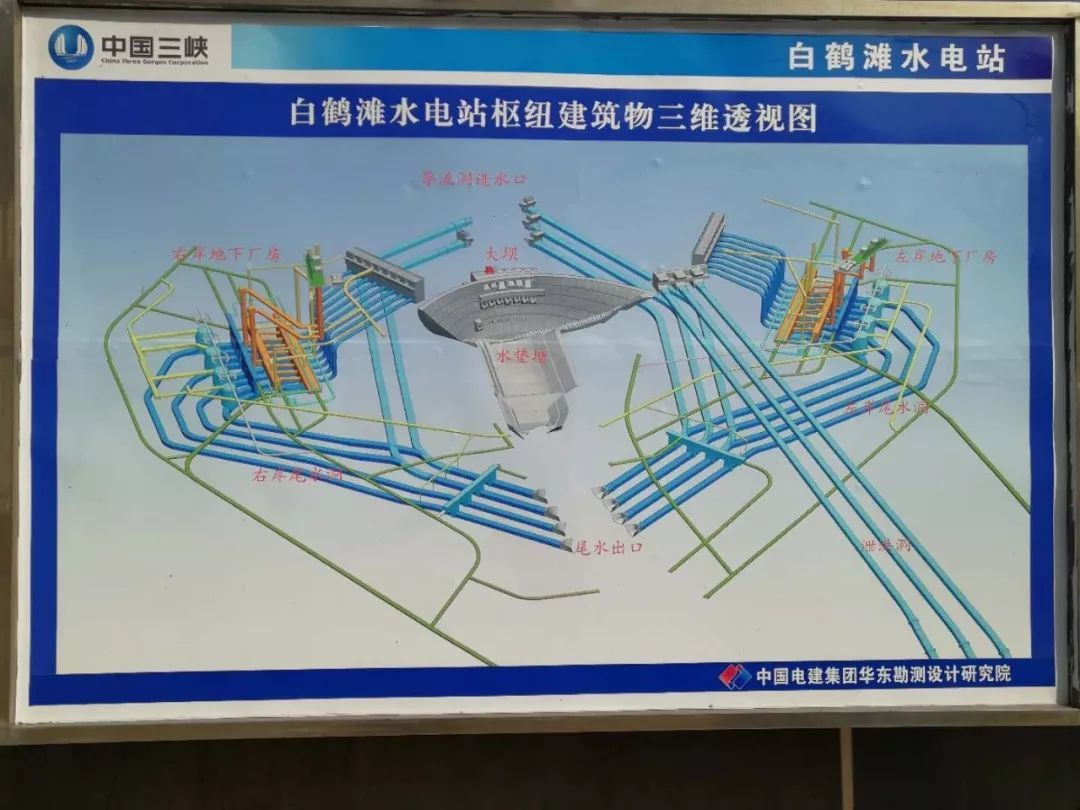 中国三峡
China Three Gorges Corporation
白鹤滩水电站
白鹤滩水电站枢纽建筑物三维透视图
导流洞进水口
右岸地下厂房
大坝
左岸地下厂房
水垫塘
左岸尾水洞
右岸尾水洞
尾水出口
泄洪洞
中国电建集团华东勘测设计研究院